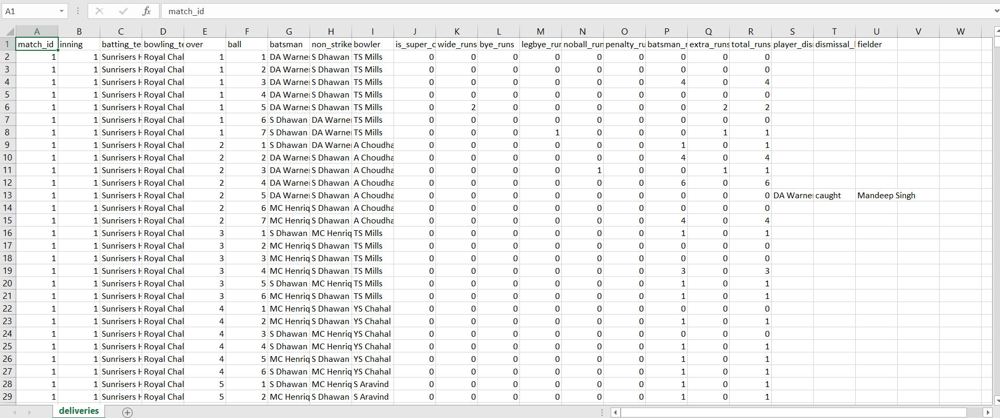 A1 fx match_id
A B C D E F G H I J K L M N O P Q R S T U V W
1 match_id inning batting_te bowling_te over ball batsman non_strike bowler is_super_c wide_runs bye_runs legbye_run noball_run penalty_ru batsman_r extra_runs total_runs player_dis dismissal_ fielder
2 1 1 Sunrisers H Royal Chal 1 1 DA Warner S Dhawan TS Mills 0 0 0 0 0 0 0 0 0
3 1 1 Sunrisers H Royal Chal 1 2 DA Warner S Dhawan TS Mills 0 0 0 0 0 0 0 0 0
4 1 1 Sunrisers H Royal Chal 1 3 DA Warner S Dhawan TS Mills 0 0 0 0 0 0 4 0 4
5 1 1 Sunrisers H Royal Chal 1 4 DA Warner S Dhawan TS Mills 0 0 0 0 0 0 0 0 0
6 1 1 Sunrisers H Royal Chal 1 5 DA Warner S Dhawan TS Mills 0 2 0 0 0 0 0 2 2
7 1 1 Sunrisers H Royal Chal 1 6 S Dhawan DA Warner TS Mills 0 0 0 0 0 0 0 0 0
8 1 1 Sunrisers H Royal Chal 1 7 S Dhawan DA Warner TS Mills 0 0 0 1 0 0 0 1 1
9 1 1 Sunrisers H Royal Chal 2 1 S Dhawan DA Warner A Choudha 0 0 0 0 0 0 1 0 1
10 1 1 Sunrisers H Royal Chal 2 2 DA Warner S Dhawan A Choudha 0 0 0 0 0 0 4 0 4
11 1 1 Sunrisers H Royal Chal 2 3 DA Warner S Dhawan A Choudha 0 0 0 0 1 0 0 1 1
12 1 1 Sunrisers H Royal Chal 2 4 DA Warner S Dhawan A Choudha 0 0 0 0 0 0 6 0 6
13 1 1 Sunrisers H Royal Chal 2 5 DA Warner S Dhawan A Choudha 0 0 0 0 0 0 0 0 0 DA Warner caught Mandeep Singh
14 1 1 Sunrisers H Royal Chal 2 6 MC Henriq S Dhawan A Choudha 0 0 0 0 0 0 0 0 0
15 1 1 Sunrisers H Royal Chal 2 7 MC Henriq S Dhawan A Choudha 0 0 0 0 0 0 4 0 4
16 1 1 Sunrisers H Royal Chal 3 1 S Dhawan MC Henriq TS Mills 0 0 0 0 0 0 1 0 1
17 1 1 Sunrisers H Royal Chal 3 2 MC Henriq S Dhawan TS Mills 0 0 0 0 0 0 0 0 0
18 1 1 Sunrisers H Royal Chal 3 3 MC Henriq S Dhawan TS Mills 0 0 0 0 0 0 0 0 0
19 1 1 Sunrisers H Royal Chal 3 4 MC Henriq S Dhawan TS Mills 0 0 0 0 0 0 3 0 3
20 1 1 Sunrisers H Royal Chal 3 5 S Dhawan MC Henriq TS Mills 0 0 0 0 0 0 1 0 1
21 1 1 Sunrisers H Royal Chal 3 6 MC Henriq S Dhawan TS Mills 0 0 0 0 0 0 1 0 1
22 1 1 Sunrisers H Royal Chal 4 1 MC Henriq S Dhawan YS Chahal 0 0 0 0 0 0 0 0 0
23 1 1 Sunrisers H Royal Chal 4 2 MC Henriq S Dhawan YS Chahal 0 0 0 0 0 0 1 0 1
24 1 1 Sunrisers H Royal Chal 4 3 S Dhawan MC Henriq YS Chahal 0 0 0 0 0 0 0 0 0
25 1 1 Sunrisers H Royal Chal 4 4 S Dhawan MC Henriq YS Chahal 0 0 0 0 0 0 1 0 1
26 1 1 Sunrisers H Royal Chal 4 5 MC Henriq S Dhawan YS Chahal 0 0 0 0 0 0 1 0 1
27 1 1 Sunrisers H Royal Chal 4 6 S Dhawan MC Henriq YS Chahal 0 0 0 0 0 0 1 0 1
28 1 1 Sunrisers H Royal Chal 5 1 S Dhawan MC Henriq S Aravind 0 0 0 0 0 0 1 0 1
29 1 1 Sunrisers H Royal Chal 5 2 MC Henriq S Dhawan S Aravind 0 0 0 0 0 0 1 0 1
deliveries